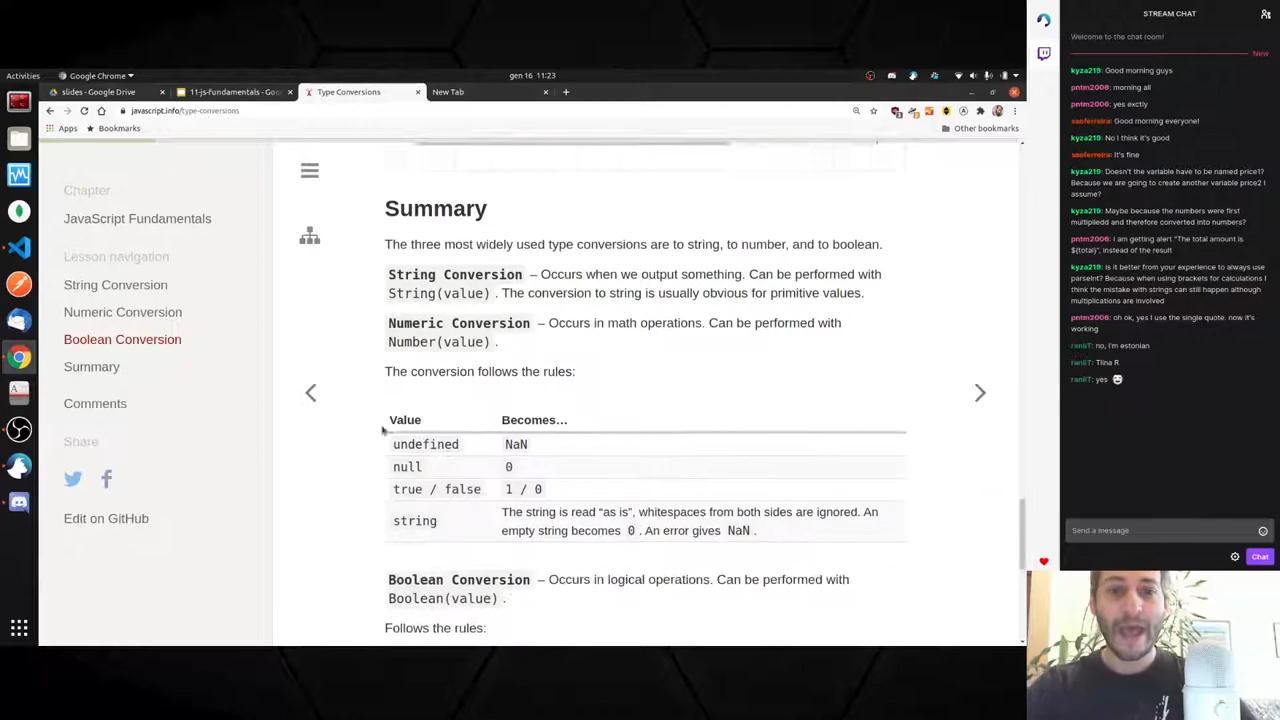 STREAM CHAT
Welcome to the chat room!
New
kyza219: Good morning guys
pntm2006: morning all
pntm2006: yes exctly
saoferreira: Good morning everyone!
kyza219: No I think it's good
saoferreira: It's fine
kyza219: Doesn't the variable have to be named price1?
Because we are going to create another variable price2 I
assume?
kyza219: Maybe because the numbers were first
multipliedd and therefore converted into numbers?
pntm2006: I am getting alert "The total amount is
${total}", instead of the result
kyza219: Is it better from your experience to always use
parseInt? Because when using brackets for calculations I
think the mistake with strings can still happen although
multiplications are involved
pntm2006: oh ok, yes I use the single quote. now it's
working
raniiT: no, i'm estonian
raniiT: Tiina R
raniiT: yes
Send a message
Chat
Activities
Google Chrome
gen 16 11:23
slides - Google Drive
11-js-fundamentals - Goo
Type Conversions
New Tab
javascript.info/type-conversions
Apps
Bookmarks
Other bookmarks
Chapter
JavaScript Fundamentals
Lesson navigation
String Conversion
Numeric Conversion
Boolean Conversion
Summary
Comments
Share
Edit on GitHub
Summary
The three most widely used type conversions are to string, to number, and to boolean.
String Conversion – Occurs when we output something. Can be performed with
String(value). The conversion to string is usually obvious for primitive values.
Numeric Conversion – Occurs in math operations. Can be performed with
Number(value).
The conversion follows the rules:
Value Becomes…
undefined NaN
null 0
true / false 1 / 0
string The string is read “as is”, whitespaces from both sides are ignored. An
empty string becomes 0. An error gives NaN.
Boolean Conversion – Occurs in logical operations. Can be performed with
Boolean(value).
Follows the rules: